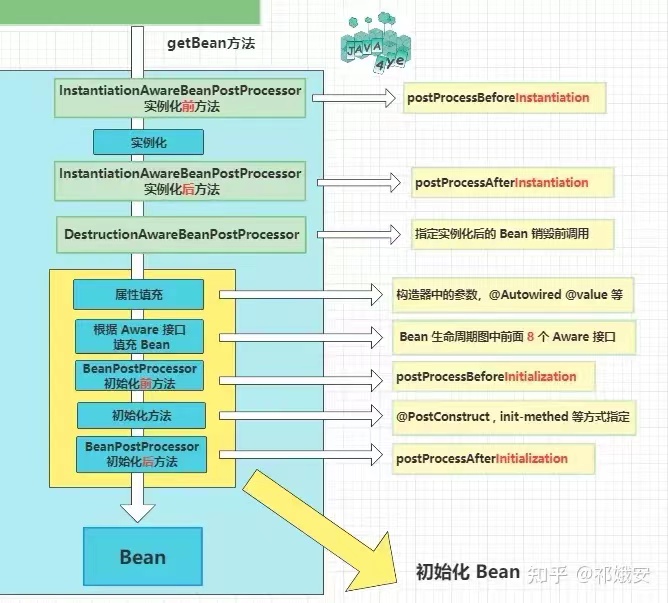 getBean方法
JAVA
4ye
InstantiationAwareBeanPostProcessor
实例化前方法
postProcessBeforeInstantiation
实例化
InstantiationAwareBeanPostProcessor
实例化后方法
postProcessAfterInstantiation
DestructionAwareBeanPostProcessor
指定实例化后的 Bean 销毁前调用
属性填充
构造器中的参数，@Autowired @value 等
根据 Aware 接口
填充 Bean
Bean 生命周期图中前面 8 个 Aware 接口
BeanPostProcessor
初始化前方法
postProcessBeforeInitialization
初始化方法
@PostConstruct , init-methed 等方式指定
BeanPostProcessor
初始化后方法
postProcessAfterInitialization
Bean
初始化 Bean
知乎 @祁娥安